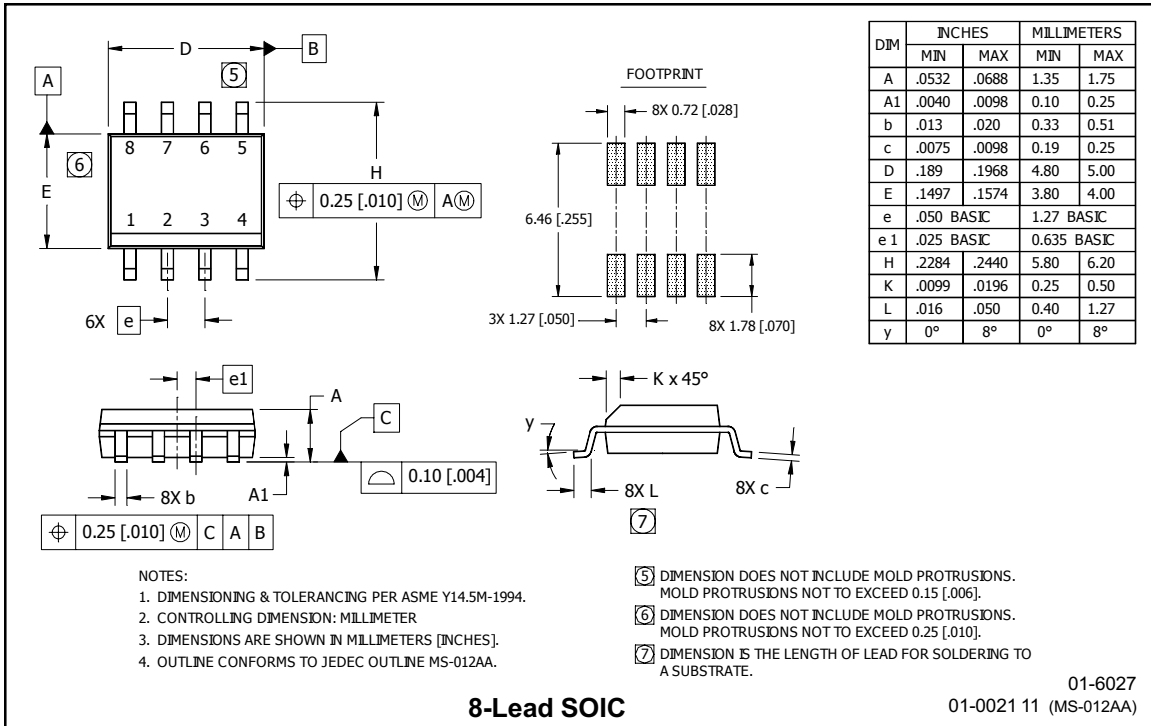 D
B
5
A
8 7 6 5
6
E
H
⌖ 0.25 [.010] Ⓜ AⓂ
1 2 3 4
6X e
FOOTPRINT
8X 0.72 [.028]
6.46 [.255]
3X 1.27 [.050]
8X 1.78 [.070]
DIM INCHES MILLIMETERS
MIN MAX MIN MAX
A .0532 .0688 1.35 1.75
A1 .0040 .0098 0.10 0.25
b .013 .020 0.33 0.51
c .0075 .0098 0.19 0.25
D .189 .1968 4.80 5.00
E .1497 .1574 3.80 4.00
e .050 BASIC 1.27 BASIC
e 1 .025 BASIC 0.635 BASIC
H .2284 .2440 5.80 6.20
K .0099 .0196 0.25 0.50
L .016 .050 0.40 1.27
y 0° 8° 0° 8°
e1
A
C
⌓ 0.10 [.004]
8X b
A1
⌖ 0.25 [.010] Ⓜ C A B
K x 45°
y
8X L
8X c
7
NOTES:
1. DIMENSIONING & TOLERANCING PER ASME Y14.5M-1994.
2. CONTROLLING DIMENSION: MILLIMETER
3. DIMENSIONS ARE SHOWN IN MILLIMETERS [INCHES].
4. OUTLINE CONFORMS TO JEDEC OUTLINE MS-012AA.
5 DIMENSION DOES NOT INCLUDE MOLD PROTRUSIONS.
MOLD PROTRUSIONS NOT TO EXCEED 0.15 [.006].
6 DIMENSION DOES NOT INCLUDE MOLD PROTRUSIONS.
MOLD PROTRUSIONS NOT TO EXCEED 0.25 [.010].
7 DIMENSION IS THE LENGTH OF LEAD FOR SOLDERING TO
A SUBSTRATE.
8-Lead SOIC
01-6027
01-0021 11 (MS-012AA)